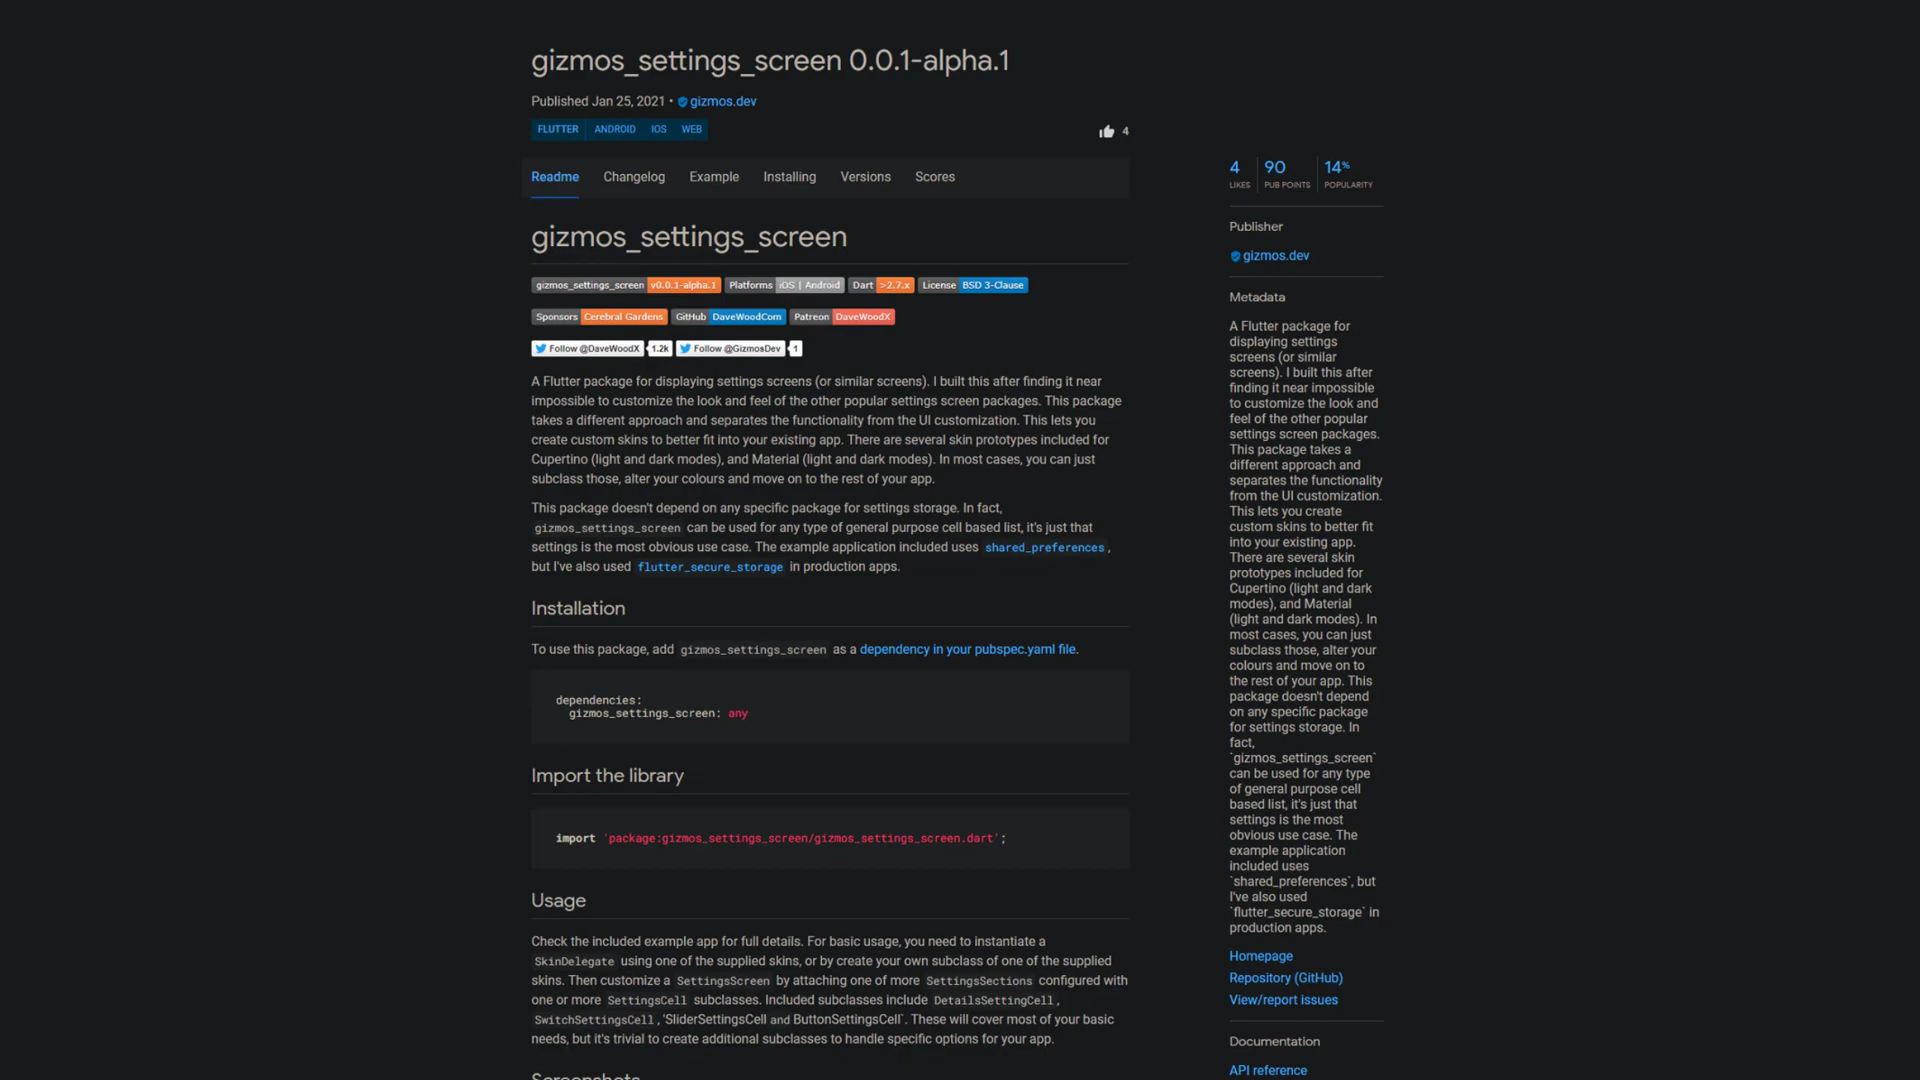 gizmos_settings_screen 0.0.1-alpha.1
Published Jan 25, 2021 • gizmos.dev
FLUTTER ANDROID IOS WEB
4
Readme Changelog Example Installing Versions Scores
gizmos_settings_screen
gizmos_settings_screen v0.0.1-alpha.1 Platforms iOS | Android Dart >2.7.x License BSD 3-Clause
Sponsors Cerebral Gardens GitHub DaveWoodCom Patreon DaveWoodX
Follow @DaveWoodX 1.2k Follow @GizmosDev 1
A Flutter package for displaying settings screens (or similar screens). I built this after finding it near
impossible to customize the look and feel of the other popular settings screen packages. This package
takes a different approach and separates the functionality from the UI customization. This lets you
create custom skins to better fit into your existing app. There are several skin prototypes included for
Cupertino (light and dark modes), and Material (light and dark modes). In most cases, you can just
subclass those, alter your colours and move on to the rest of your app.
This package doesn't depend on any specific package for settings storage. In fact,
gizmos_settings_screen can be used for any type of general purpose cell based list, it's just that
settings is the most obvious use case. The example application included uses shared_preferences,
but I've also used flutter_secure_storage in production apps.
Installation
To use this package, add gizmos_settings_screen as a dependency in your pubspec.yaml file.
dependencies:
gizmos_settings_screen: any
Import the library
import 'package:gizmos_settings_screen/gizmos_settings_screen.dart';
Usage
Check the included example app for full details. For basic usage, you need to instantiate a
SkinDelegate using one of the supplied skins, or by create your own subclass of one of the supplied
skins. Then customize a SettingsScreen by attaching one of more SettingsSections configured with
one or more SettingsCell subclasses. Included subclasses include DetailsSettingCell,
SwitchSettingsCell,'SliderSettingsCell and ButtonSettingsCell`. These will cover most of your basic
needs, but it's trivial to create additional subclasses to handle specific options for your app.
Screenshots
4 90 14%
LIKES PUB POINTS POPULARITY
Publisher
gizmos.dev
Metadata
A Flutter package for
displaying settings
screens (or similar
screens). I built this after
finding it near impossible
to customize the look and
feel of the other popular
settings screen packages.
This package takes a
different approach and
separates the functionality
from the UI customization.
This lets you create
custom skins to better fit
into your existing app.
There are several skin
prototypes included for
Cupertino (light and dark
modes), and Material
(light and dark modes). In
most cases, you can just
subclass those, alter your
colours and move on to
the rest of your app. This
package doesn't depend
on any specific package
for settings storage. In
fact,
`gizmos_settings_screen`
can be used for any type
of general purpose cell
based list, it's just that
settings is the most
obvious use case. The
example application
included uses
`shared_preferences`, but
I've also used
`flutter_secure_storage` in
production apps.
Homepage
Repository (GitHub)
View/report issues
Documentation
API reference